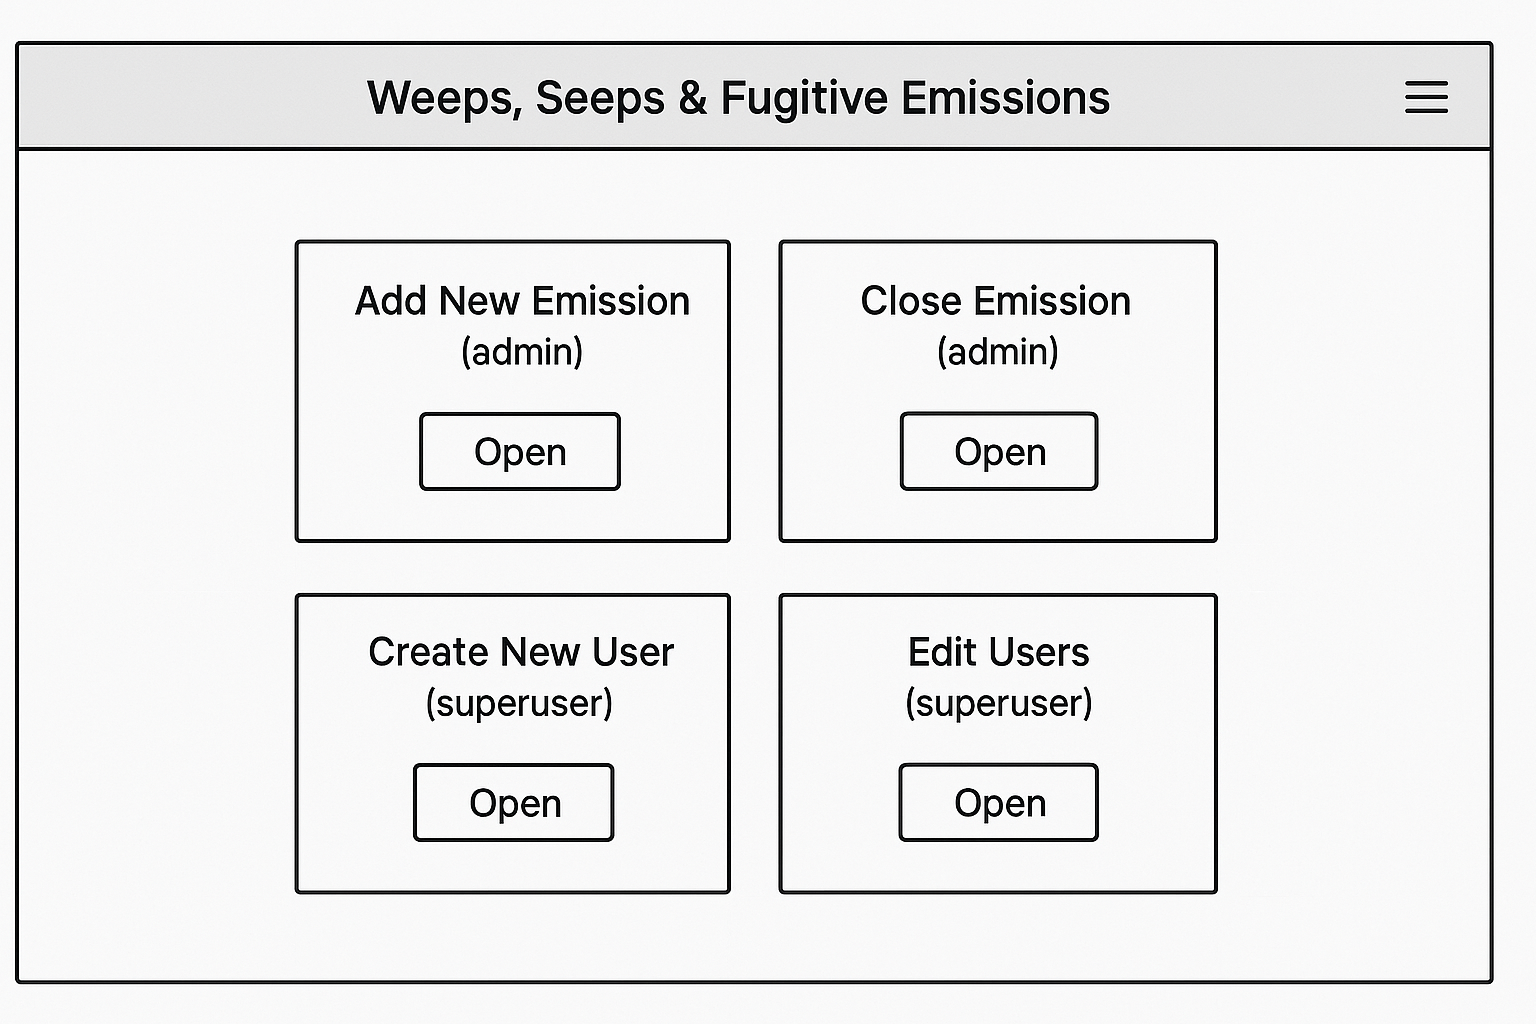 Weeps, Seeps & Fugitive Emissions
Add New Emission
(admin)
Open
Close Emission
(admin)
Open
Create New User
(superuser)
Open
Edit Users
(superuser)
Open